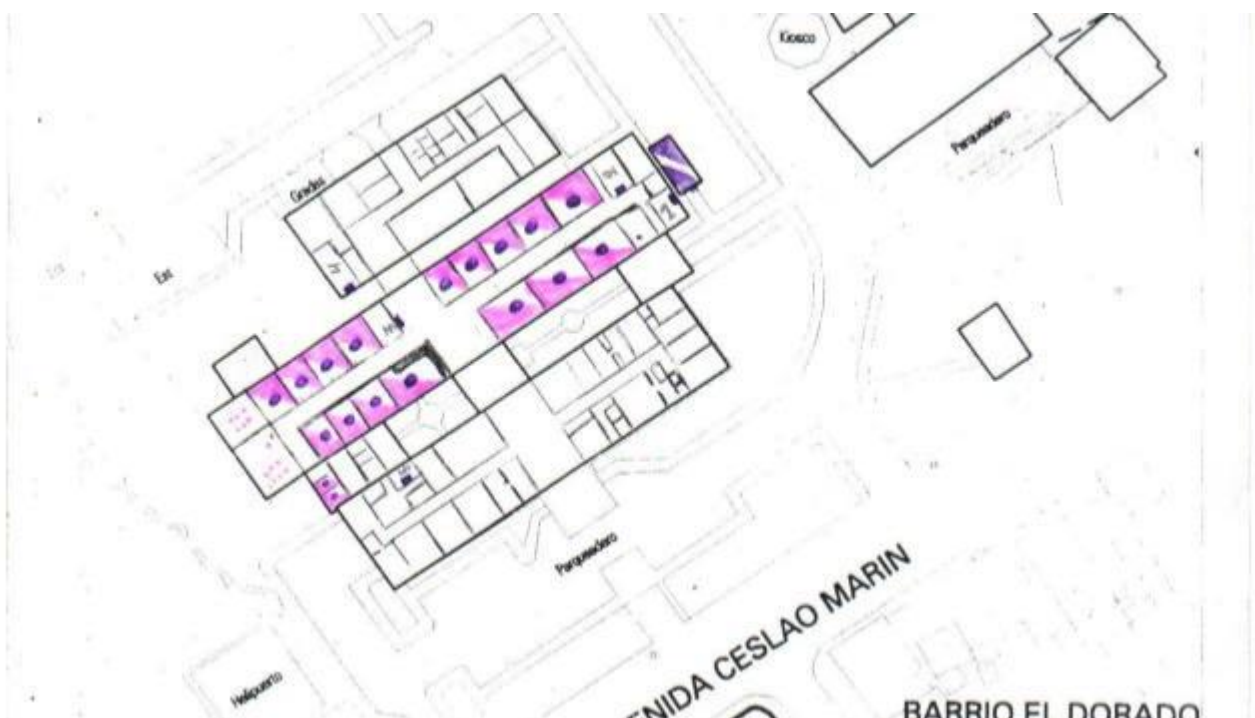 Kiosco
Parqueadero
Gradas
Parqueadero
ENIDA CESLAO MARIN
Helipuerto
BARRIO EL DORADO